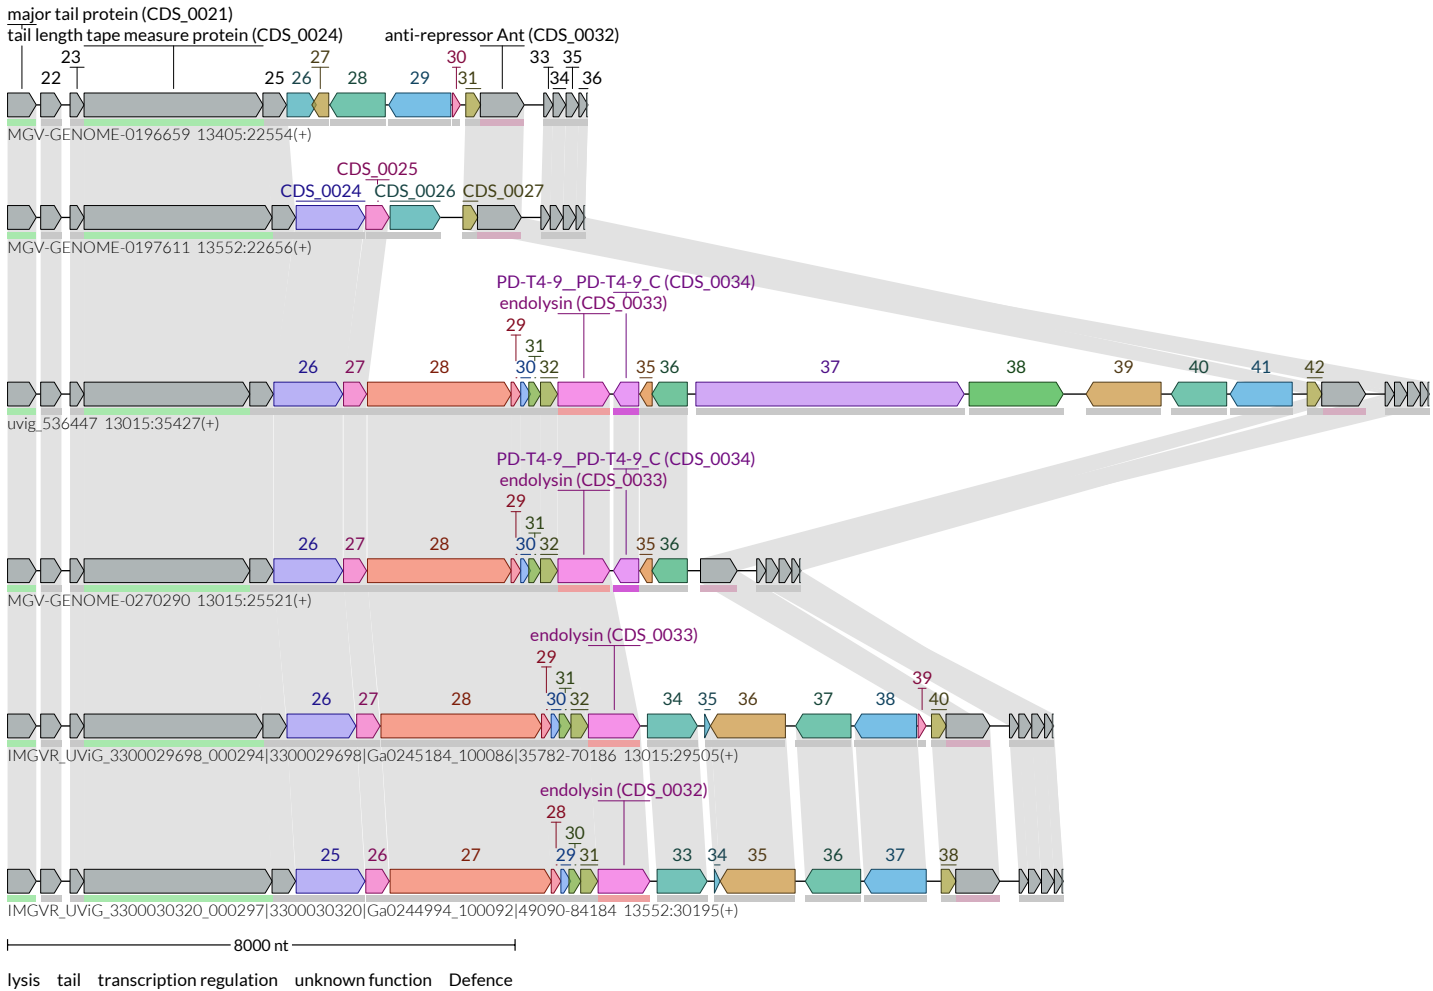 major tail protein (CDS_0021)
tail length tape measure protein (CDS_0024) anti-repressor Ant (CDS_0032)
23 27 30 33 35
22 25 26 28 29 31 34 36
MGV-GENOME-0196659 13405:22554(+)
CDS_0025
CDS_0024 CDS_0026 CDS_0027
MGV-GENOME-0197611 13552:22656(+)
PD-T4-9__PD-T4-9_C (CDS_0034)
endolysin (CDS_0033)
29
31
26 27 28 30 32 35 36 37 38 39 40 41 42
uvig_536447 13015:35427(+)
PD-T4-9__PD-T4-9_C (CDS_0034)
endolysin (CDS_0033)
29
31
26 27 28 30 32 35 36
MGV-GENOME-0270290 13015:25521(+)
endolysin (CDS_0033)
29
31 39
26 27 28 30 32 34 35 36 37 38 40
IMGVR_UViG_3300029698_000294|3300029698|Ga0245184_100086|35782-70186 13015:29505(+)
endolysin (CDS_0032)
28
30
25 26 27 29 31 33 34 35 36 37 38
IMGVR_UViG_3300030320_000297|3300030320|Ga0244994_100092|49090-84184 13552:30195(+)
8000 nt
lysis tail transcription regulation unknown function Defence